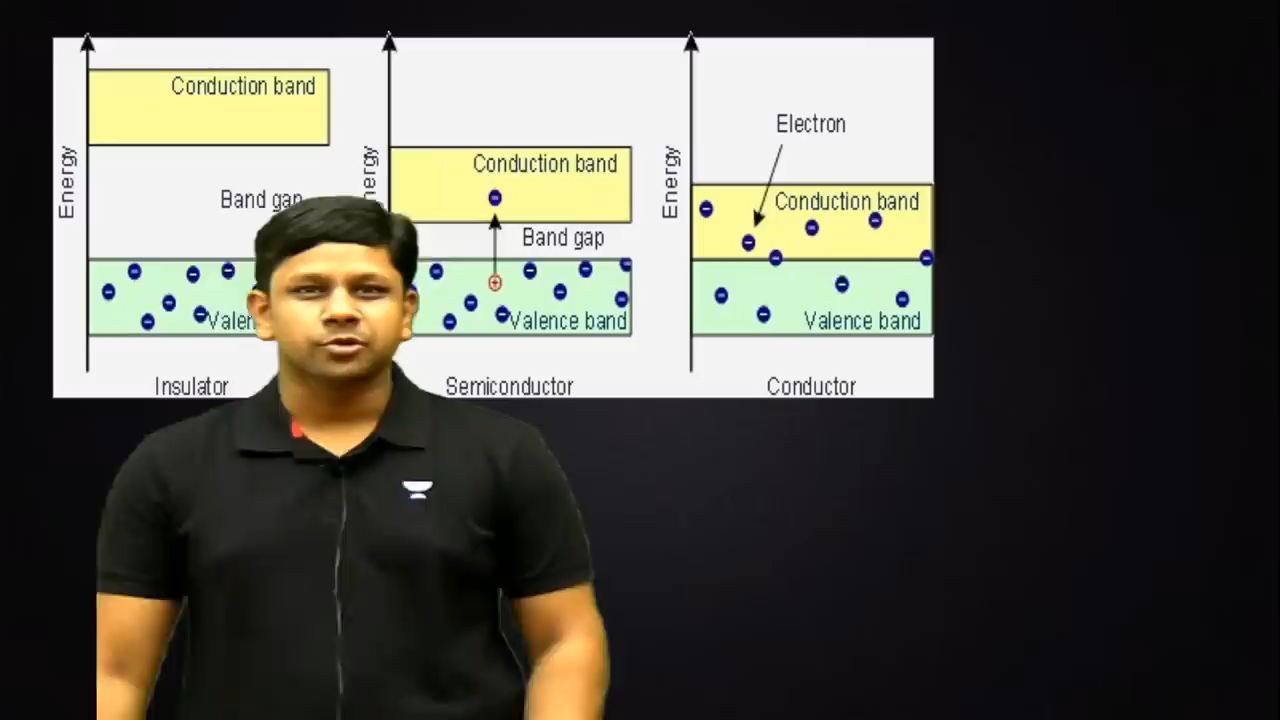 Conduction band
Energy
Band gap
Insulator
Conduction band
Band gap
Valence band
Semiconductor
Electron
Energy
Conduction band
Valence band
Conductor